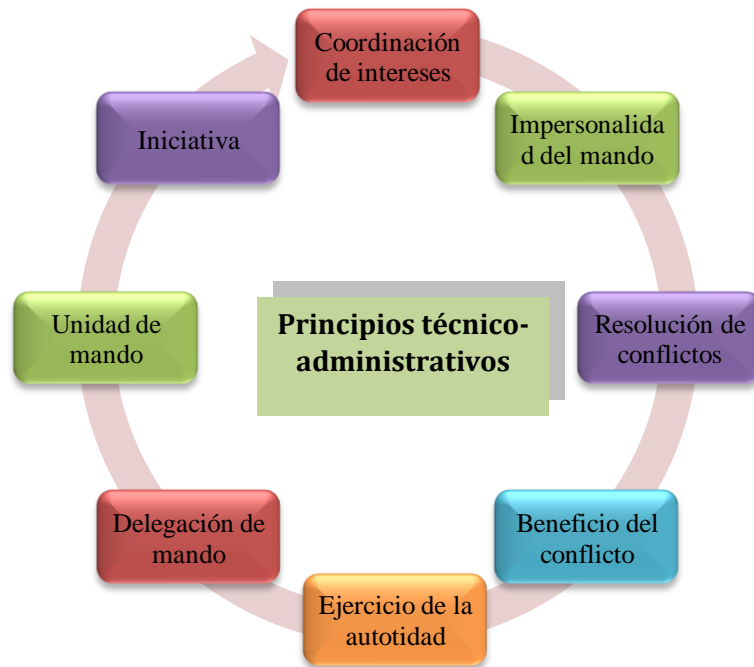 Coordinación
de intereses
Impersonalida
d del mando
Resolución de
conflictos
Beneficio del
conflicto
Ejercicio de la
autotidad
Delegación de
mando
Unidad de
mando
Iniciativa
Principios técnico-
administrativos